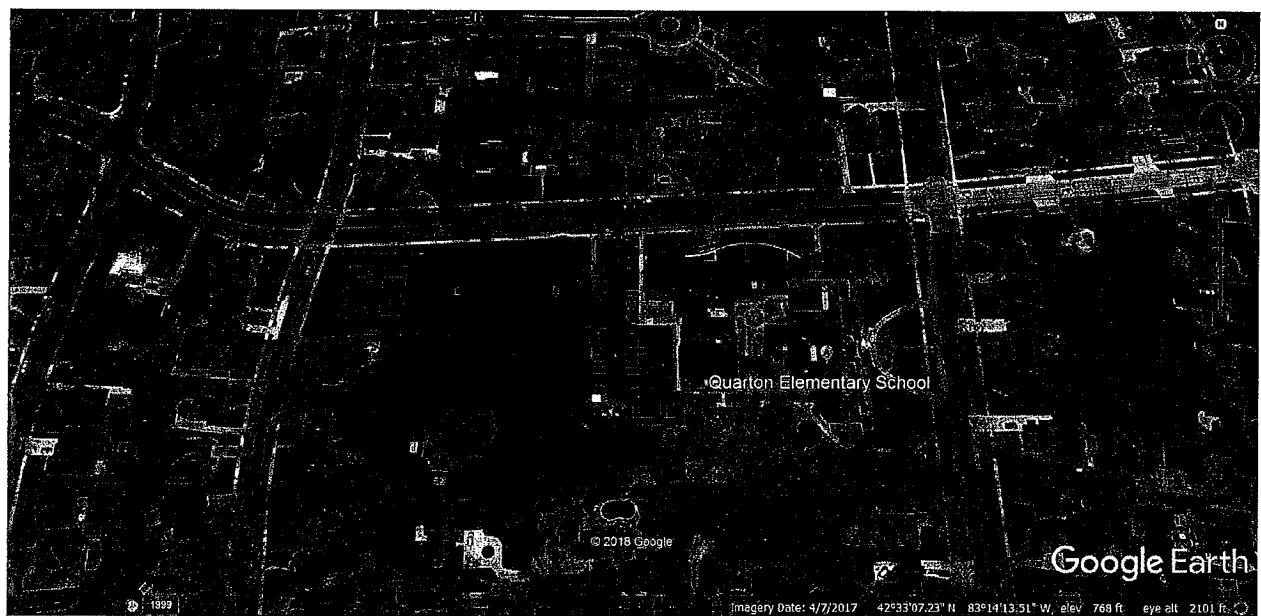 N
Quarton Elementary School
© 2018 Google
Google Earth
1999
Imagery Date: 4/7/2017 42°33'07.23" N 83°14'13.51" W elev 768 ft eye alt 2101 ft